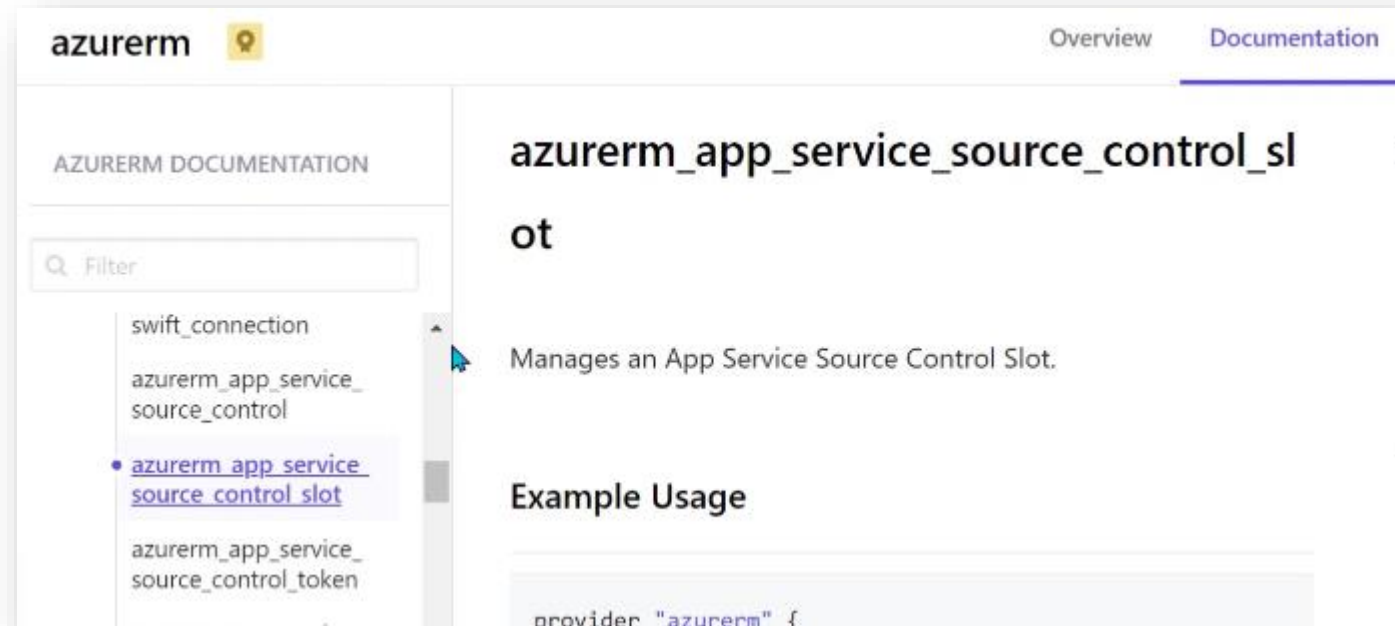 azurerm
Overview
Documentation
AZURERM DOCUMENTATION
Filter
swift_connection
azurerm_app_service_
source_control
azurerm_app_service_
source_control_slot
azurerm_app_service_
source_control_token
azurerm_app_service_source_control_sl
ot
Manages an App Service Source Control Slot.
Example Usage
provider "azurerm" {